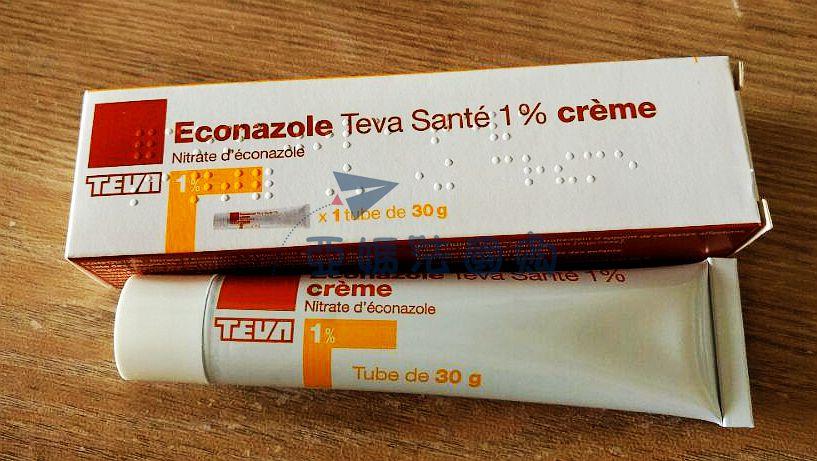 Econazole Teva Santé 1% crème
Nitrate d'éconazole
TEVA
1%
x 1 tube de 30 g
Econazole Teva Santé 1%
crème
Nitrate d'éconazole
TEVA
1%
Tube de 30 g